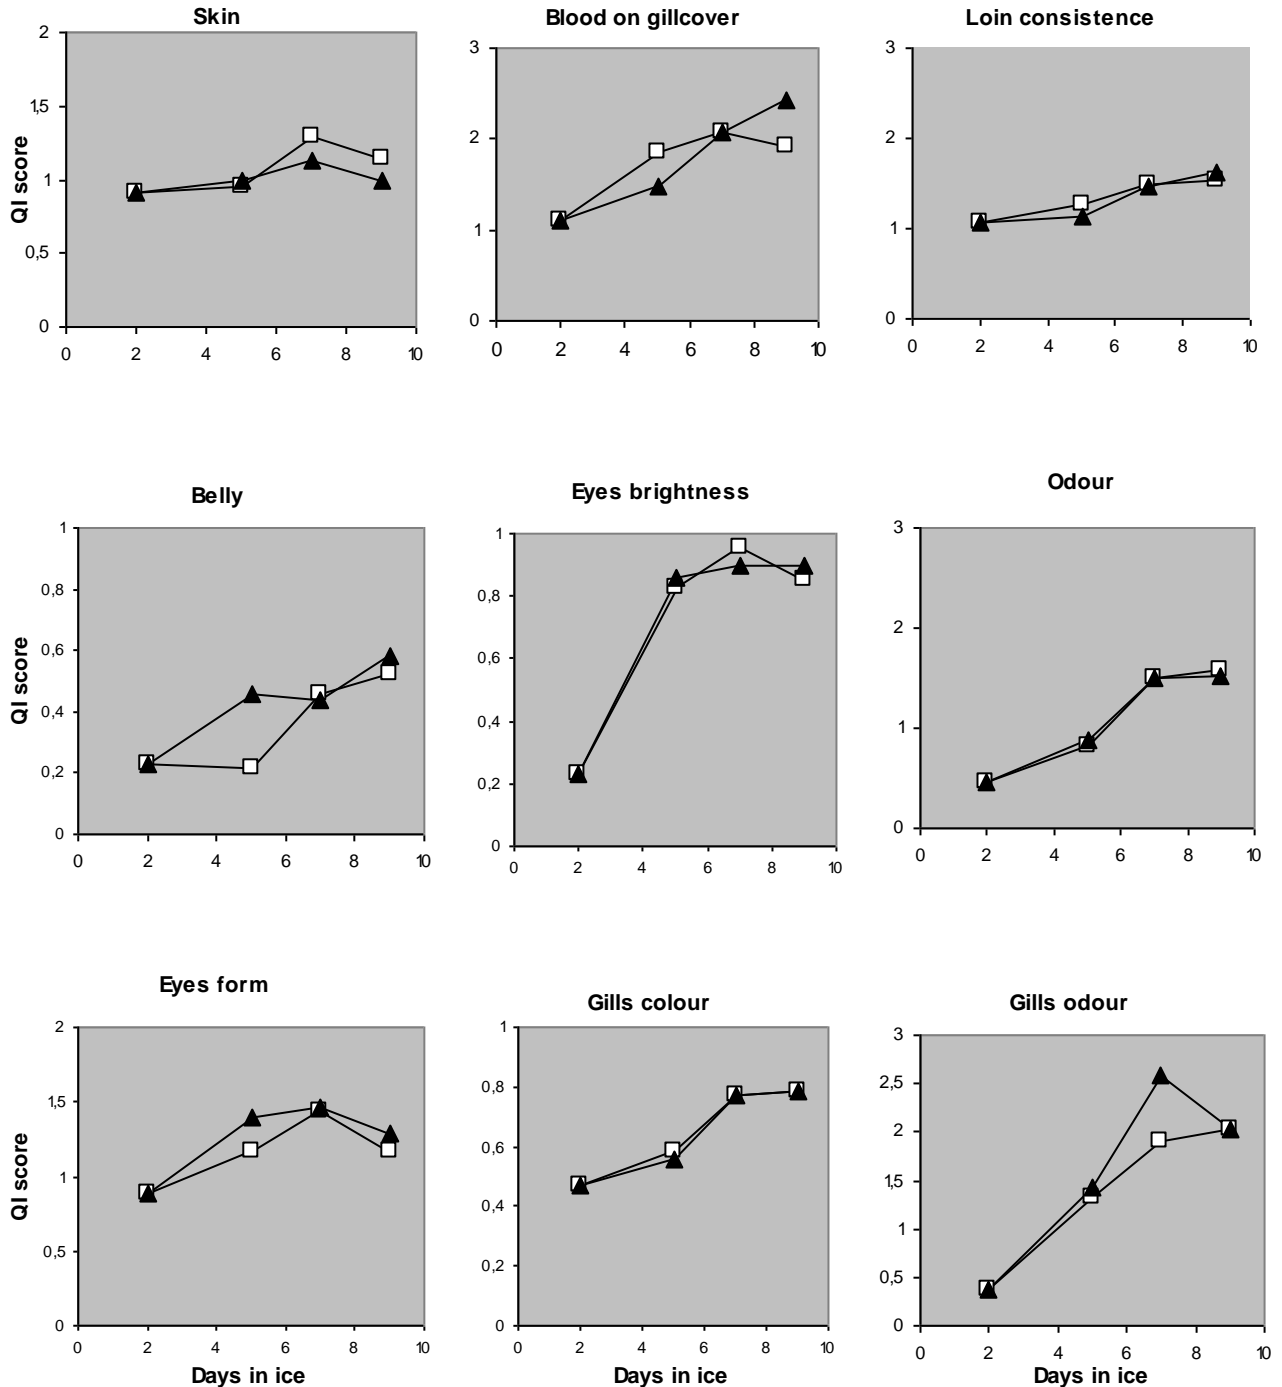 Skin
2
1,5
1
0,5
0
0 2 4 6 8 10
QI score
Blood on gillcover
3
2
1
0
0 2 4 6 8 10
Loin consistence
3
2
1
0
0 2 4 6 8 10
Belly
1
0,8
0,6
0,4
0,2
0
0 2 4 6 8 10
QI score
Eyes brightness
1
0,8
0,6
0,4
0,2
0
0 2 4 6 8 10
Odour
3
2
1
0
0 2 4 6 8 10
Eyes form
2
1,5
1
0,5
0
0 2 4 6 8 10
QI score
Days in ice
Gills colour
1
0,8
0,6
0,4
0,2
0
0 2 4 6 8 10
Days in ice
Gills odour
3
2,5
2
1,5
1
0,5
0
0 2 4 6 8 10
Days in ice